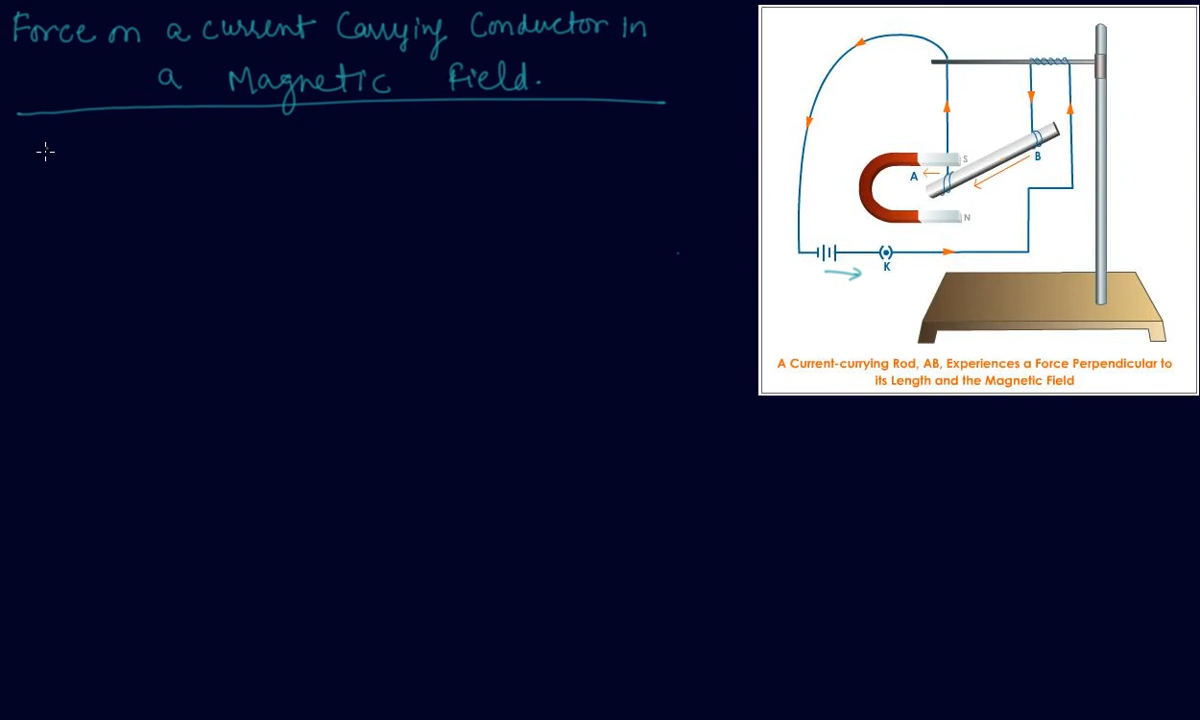 Force on a current Carrying Conductor in
a Magnetic Field.
S
A
B
N
K
A Current-currying Rod, AB, Experiences a Force Perpendicular to
its Length and the Magnetic Field